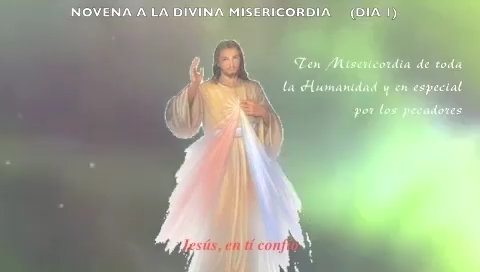 NOVENA A LA DIVINA MISERICORDIA (DIA 1)
Ten Misericordia de toda
la Humanidad y en especial
por los pecadores
Jesús, en tí confío